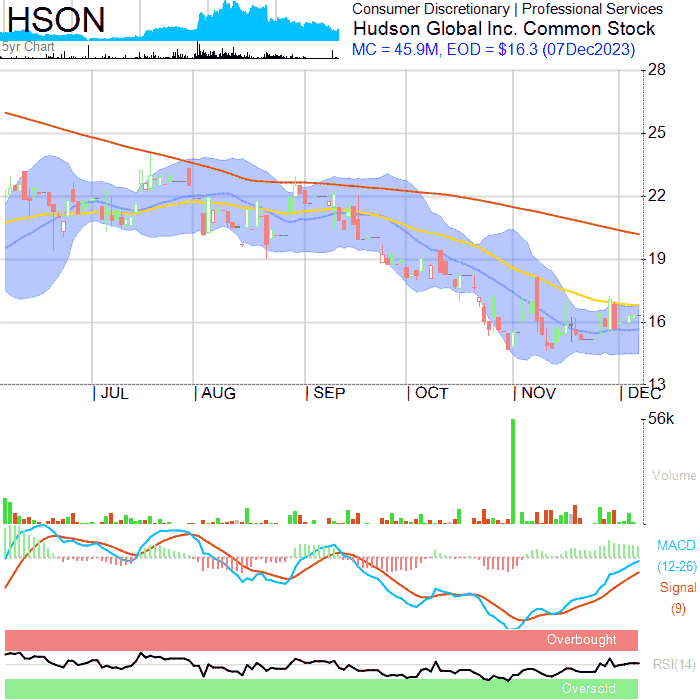 HSON
5yr Chart
Consumer Discretionary | Professional Services
Hudson Global Inc. Common Stock
MC = 45.9M, EOD = $16.3 (07Dec2023)
28
25
22
19
16
13
JUL AUG SEP OCT NOV DEC
56k
Volume
MACD
(12-26)
Signal
(9)
Overbought
RSI(14)
Oversold